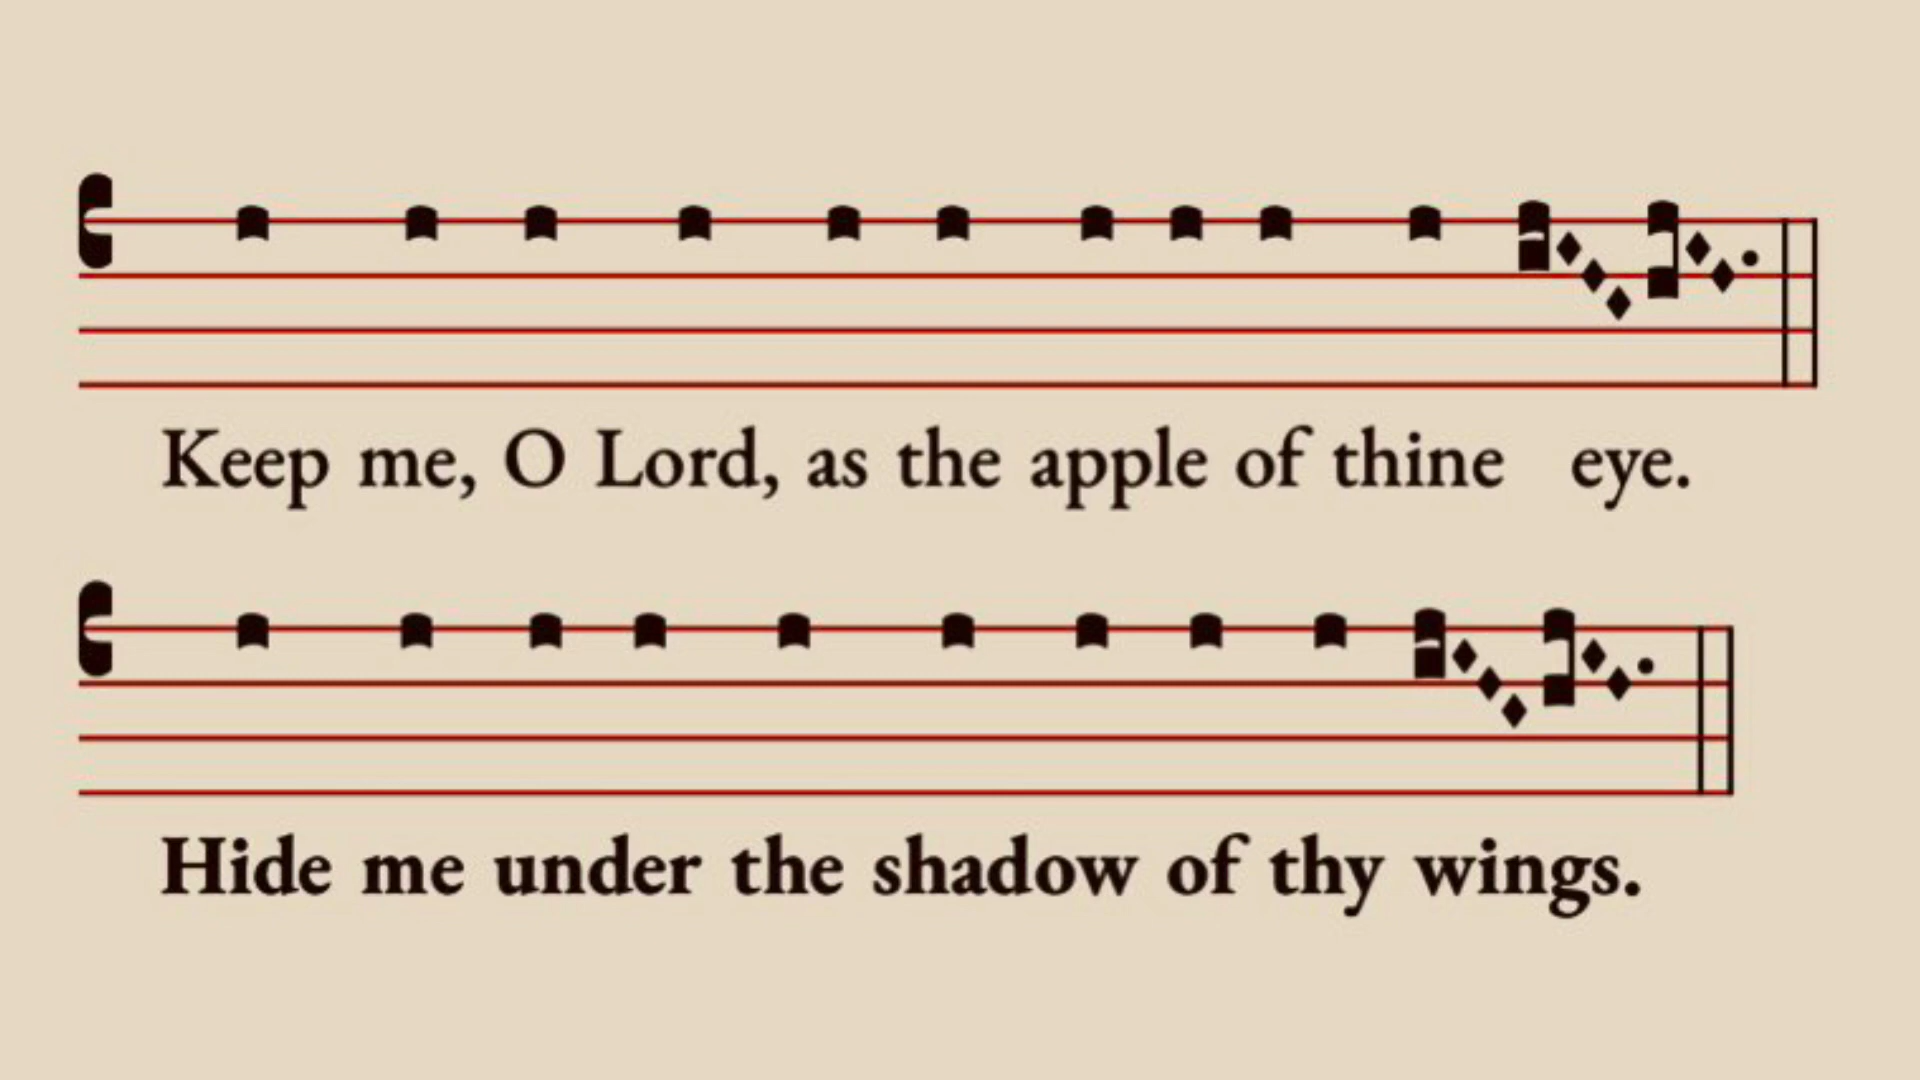 Keep me, O Lord, as the apple of thine eye.
Hide me under the shadow of thy wings.